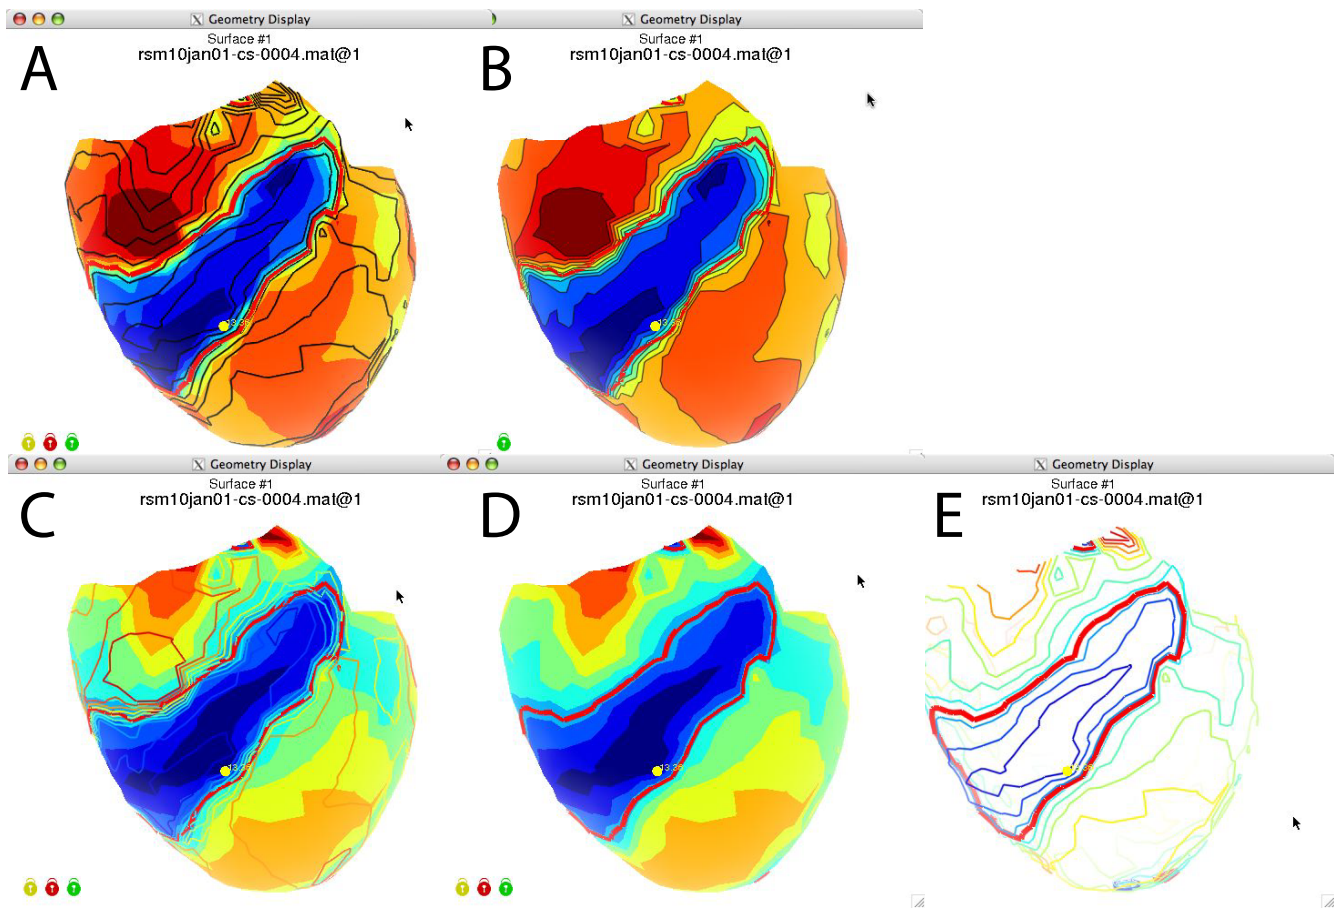 Geometry Display
Geometry Display
Surface #1
rsm10jan01-cs-0004.mat@1
Surface #1
rsm10jan01-cs-0004.mat@1
A
B
Geometry Display
Geometry Display
Geometry Display
Surface #1
rsm10jan01-cs-0004.mat@1
Surface #1
rsm10jan01-cs-0004.mat@1
Surface #1
rsm10jan01-cs-0004.mat@1
C
D
E